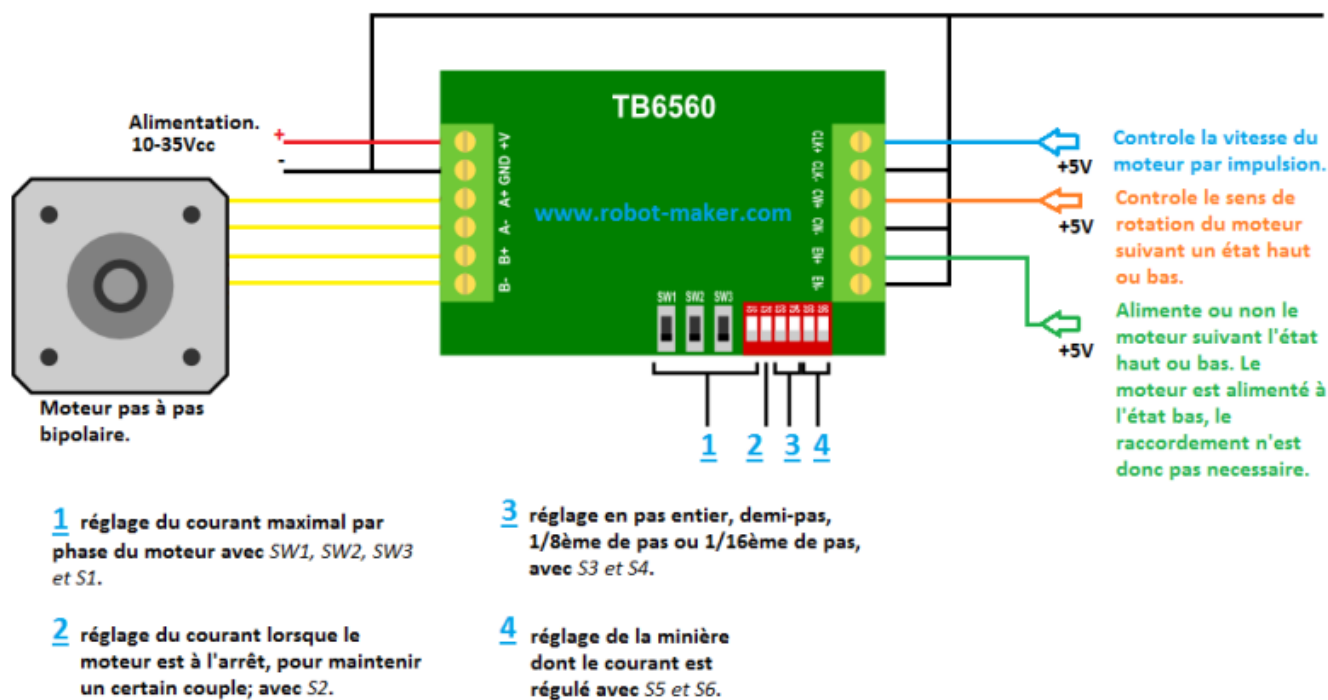 TB6560
www.robot-maker.com
Alimentation.
10-35Vcc
+
-
+V
GND
A+
A-
B+
B-
CLK+
CLK-
CW+
CW-
EN+
EN-
SW1 SW2 SW3
S1 S2 S3 S4 S5 S6
Moteur pas à pas
bipolaire.
+5V
Controle la vitesse du
moteur par impulsion.
+5V
Controle le sens de
rotation du moteur
suivant un état haut
ou bas.
+5V
Alimente ou non le
moteur suivant l'état
haut ou bas. Le
moteur est alimenté à
l'état bas, le
raccordement n'est
donc pas necessaire.
1 2 3 4
1 réglage du courant maximal par
phase du moteur avec SW1, SW2, SW3
et S1.
2 réglage du courant lorsque le
moteur est à l'arrêt, pour maintenir
un certain couple; avec S2.
3 réglage en pas entier, demi-pas,
1/8ème de pas ou 1/16ème de pas,
avec S3 et S4.
4 réglage de la minière
dont le courant est
régulé avec S5 et S6.